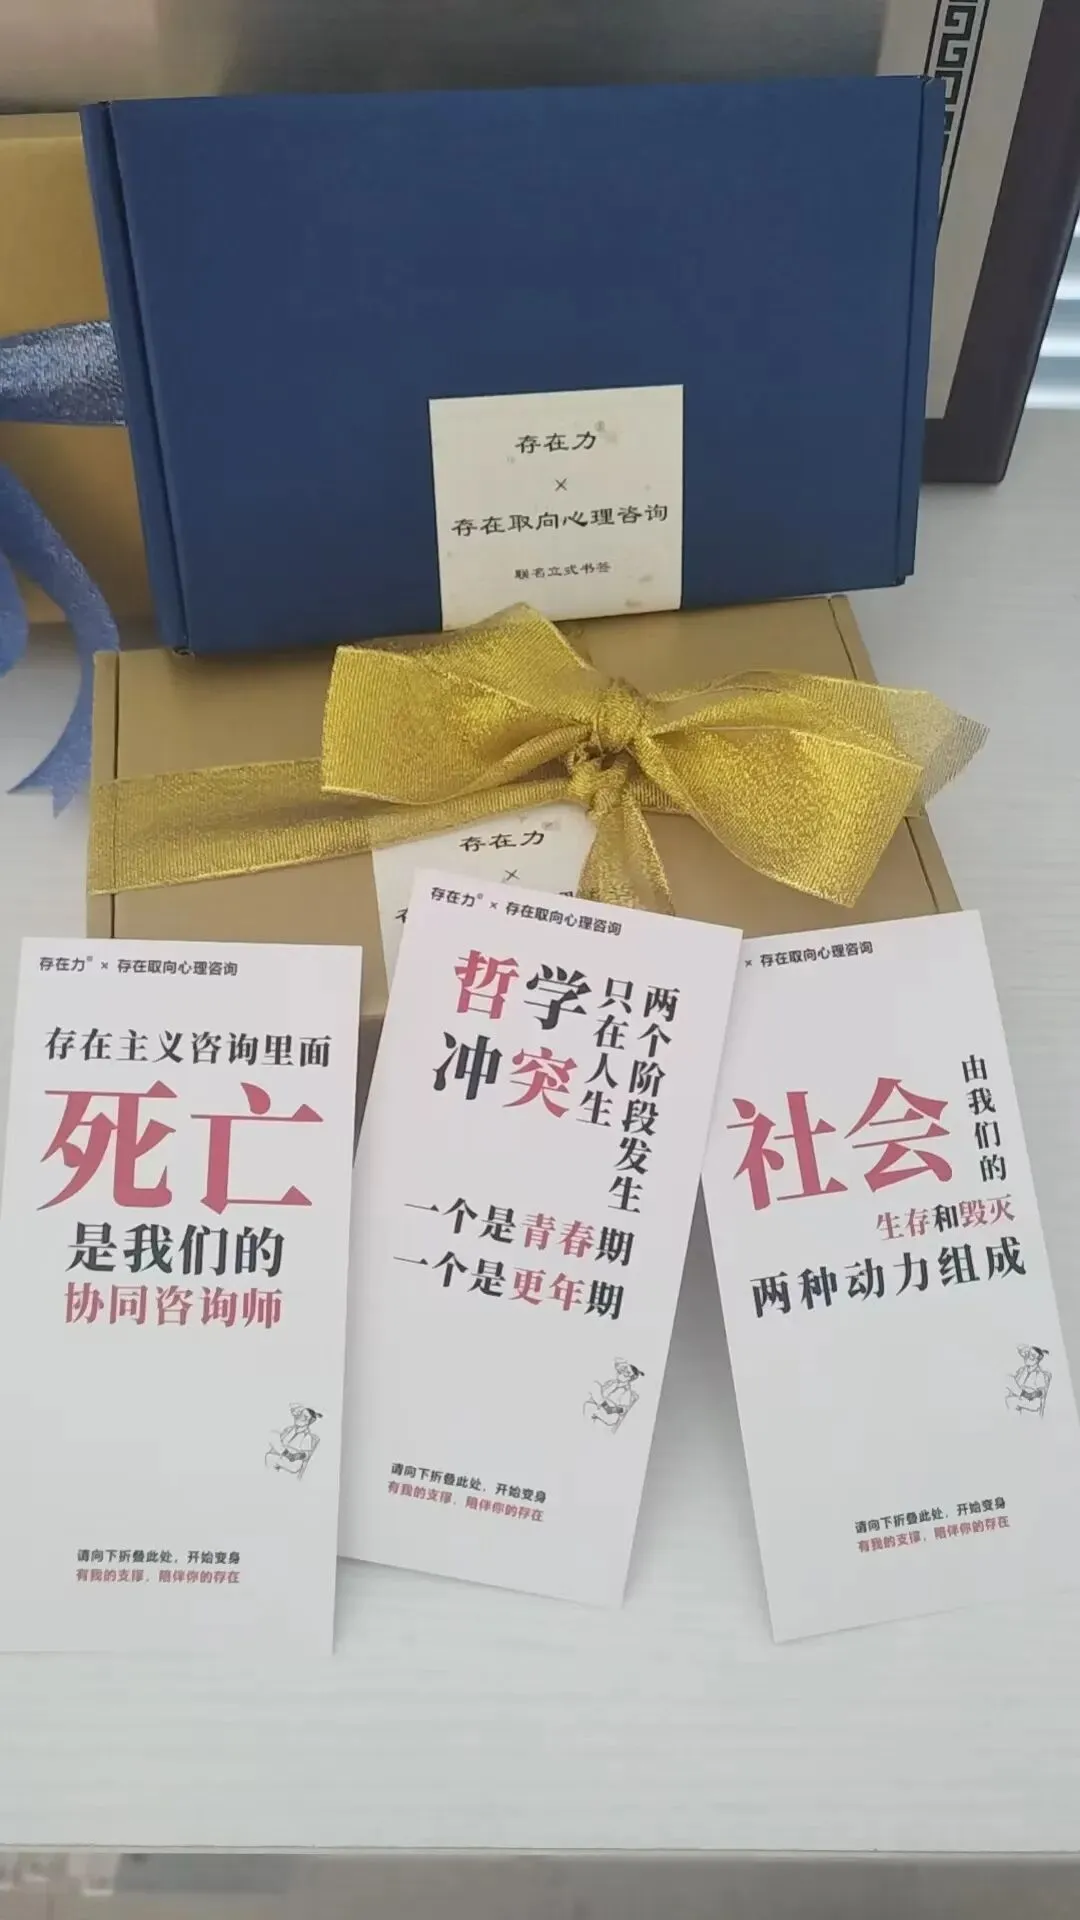 存在力®
×
存在取向心理咨询
联名立式书签
存在力
×
存在力® × 存在取向心理咨询
存在主义咨询里面
死亡
是我们的
协同咨询师
请向下折叠此处，开始变身
有我的支撑，陪伴你的存在
存在力® × 存在取向心理咨询
哲学
冲突
只在人生
两个阶段发生
一个是青春期
一个是更年期
请向下折叠此处，开始变身
有我的支撑，陪伴你的存在
× 存在取向心理咨询
社会
由我们的
生存和毁灭
两种动力组成
请向下折叠此处，开始变身
有我的支撑，陪伴你的存在